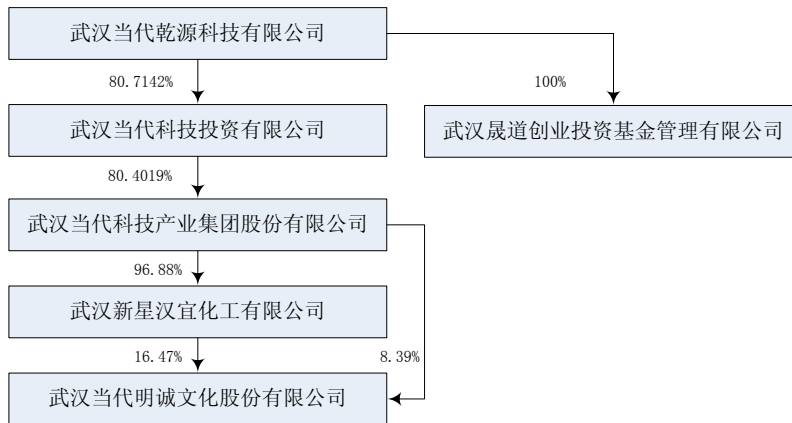 武汉当代乾源科技有限公司
80.7142%
100%
武汉当代科技投资有限公司
武汉晟道创业投资基金管理有限公司
80.4019%
武汉当代科技产业集团股份有限公司
96.88%
武汉新星汉宜化工有限公司
16.47%
8.39%
武汉当代明诚文化股份有限公司